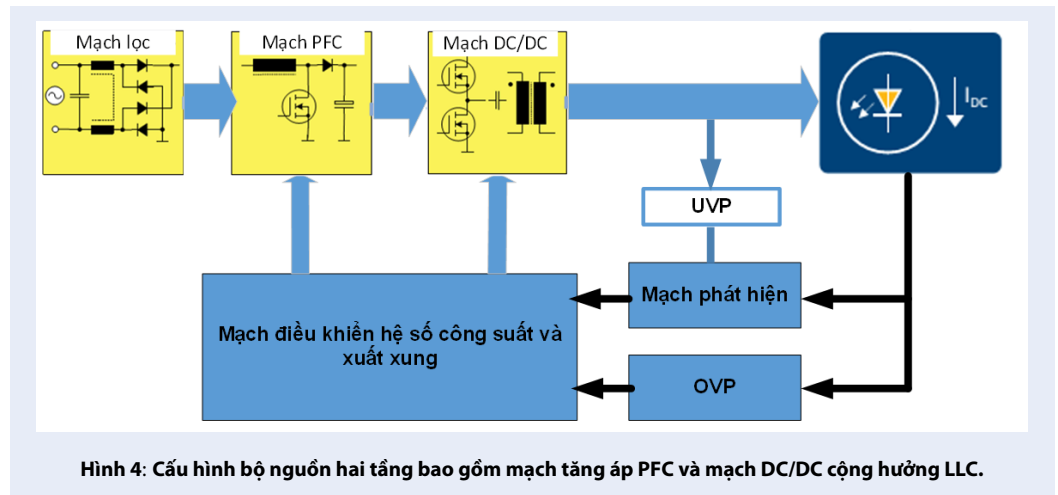 Mạch lọc
Mạch PFC
Mạch DC/DC
I_DC
UVP
Mạch phát hiện
Mạch điều khiển hệ số công suất và
xuất xung
OVP
Hình 4: Cấu hình bộ nguồn hai tầng bao gồm mạch tăng áp PFC và mạch DC/DC cộng hưởng LLC.